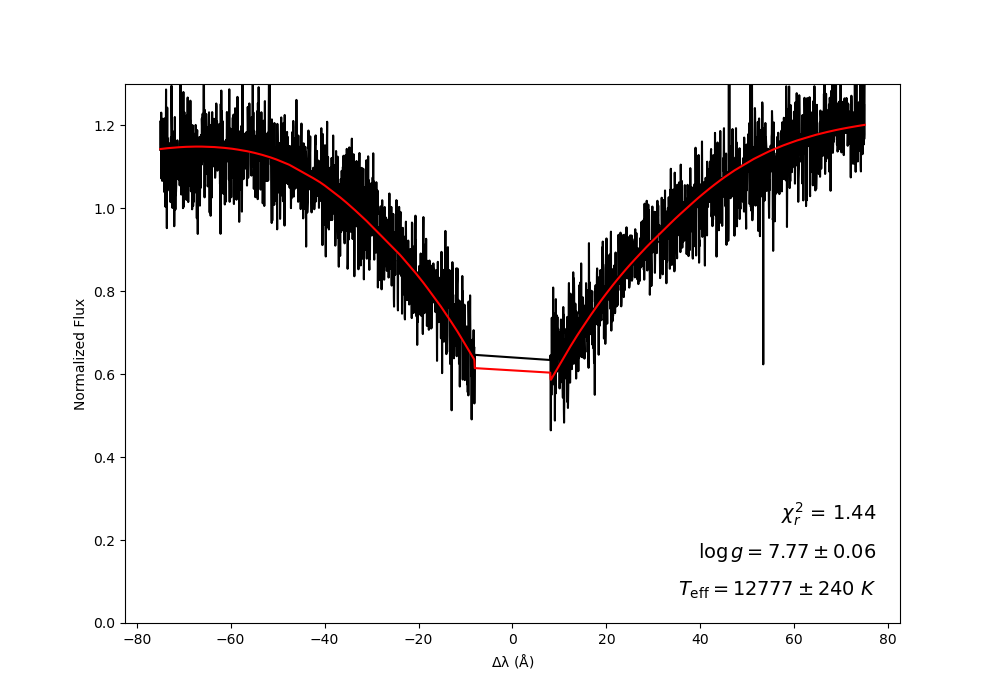 Normalized Flux
1.2
1.0
0.8
0.6
0.4
0.2
0.0
χ²ᵣ = 1.44
log g = 7.77 ± 0.06
T_eff = 12777 ± 240 K
−80 −60 −40 −20 0 20 40 60 80
Δλ (Å)